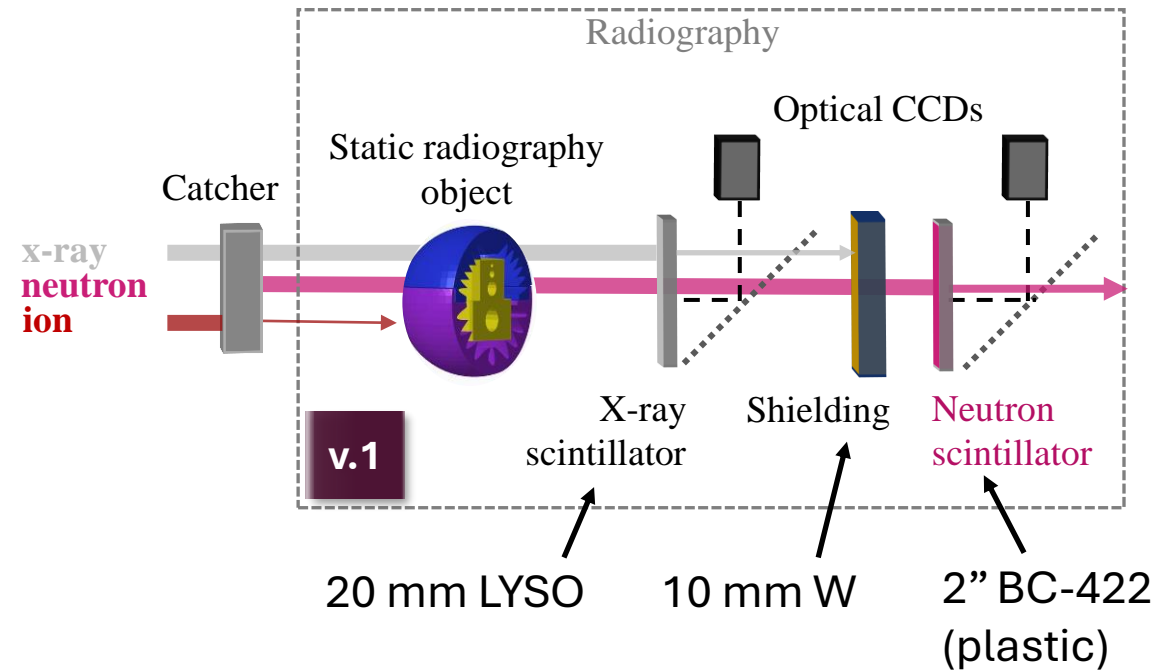 Radiography
Optical CCDs
Static radiography
object
Catcher
x-ray
neutron
ion
X-ray
scintillator
Shielding
Neutron
scintillator
v.1
20 mm LYSO
10 mm W
2” BC-422
(plastic)